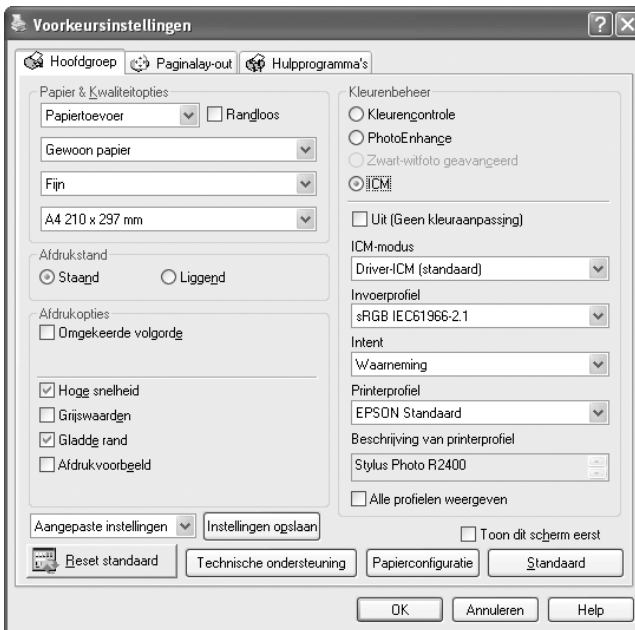 Voorkeursinstellingen
Hoofdgroep
Paginalay-out
Hulpprogramma's
Papier & Kwaliteitopties
Papiertoevoer
Randloos
Gewoon papier
Fijn
A4 210 x 297 mm
Afdrukstand
Staand
Liggend
Afdrukopties
Omgekeerde volgorde
Hoge snelheid
Grijswaarden
Gladde rand
Afdrukvoorbeeld
Kleurenbeheer
Kleurencontrole
PhotoEnhance
Zwart-witfoto geavanceerd
ICM
Uit (Geen kleuraanpassing)
ICM-modus
Driver-ICM (standaard)
Invoerprofiel
sRGB IEC61966-2.1
Intent
Waarneming
Printerprofiel
EPSON Standaard
Beschrijving van printerprofiel
Stylus Photo R2400
Alle profielen weergeven
Aangepaste instellingen
Instellingen opslaan
Toon dit scherm eerst
Reset standaard
Technische ondersteuning
Papierconfiguratie
Standaard
OK
Annuleren
Help